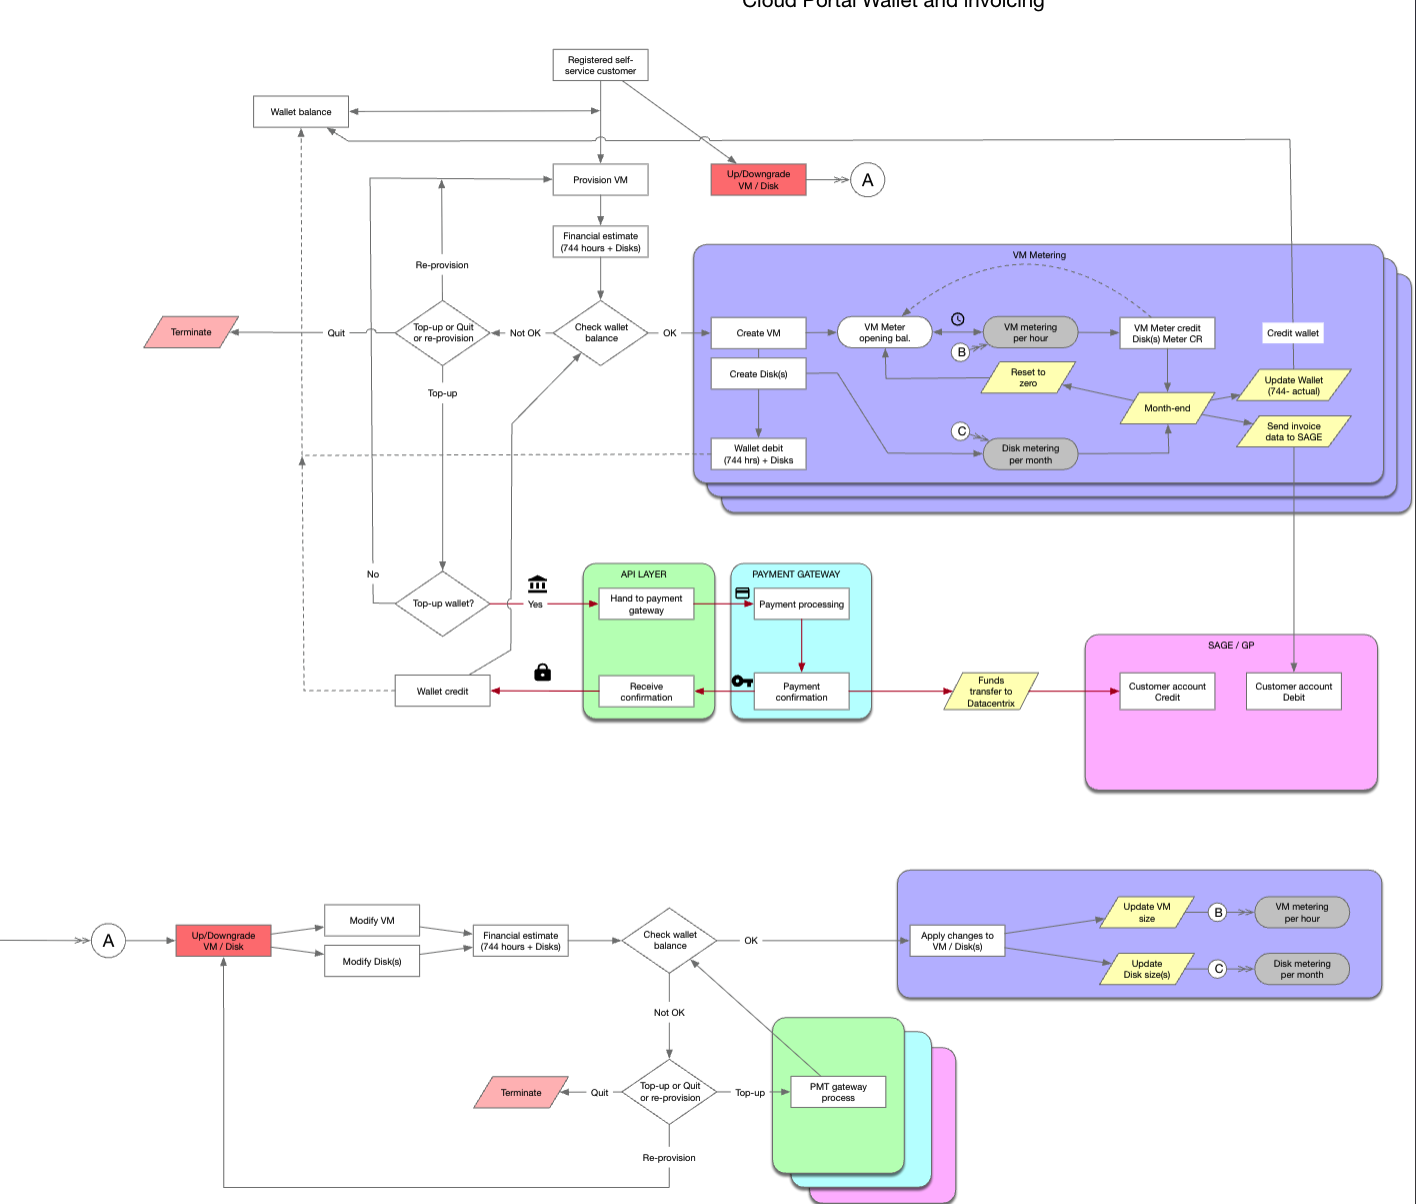 Cloud Portal Wallet and Invoicing
Registered self-
service customer
Wallet balance
Provision VM
Up/Downgrade
VM / Disk
A
Financial estimate
(744 hours + Disks)
Re-provision
VM Metering
Terminate
Quit
Top-up or Quit
or re-provision
Not OK
Check wallet
balance
OK
Create VM
VM Meter
opening bal.
B
VM metering
per hour
VM Meter credit
Disk(s) Meter CR
Credit wallet
Create Disk(s)
Reset to
zero
Update Wallet
(744- actual)
Top-up
Month-end
Send invoice
data to SAGE
C
Wallet debit
(744 hrs) + Disks
Disk metering
per month
No
API LAYER
PAYMENT GATEWAY
Top-up wallet?
Yes
Hand to payment
gateway
Payment processing
SAGE / GP
Wallet credit
Receive
confirmation
Payment
confirmation
Funds
transfer to
Datacentrix
Customer account
Credit
Customer account
Debit
A
Up/Downgrade
VM / Disk
Modify VM
Modify Disk(s)
Financial estimate
(744 hours + Disks)
Check wallet
balance
OK
Apply changes to
VM / Disk(s)
Update VM
size
B
VM metering
per hour
Update
Disk size(s)
C
Disk metering
per month
Not OK
Terminate
Quit
Top-up or Quit
or re-provision
Top-up
PMT gateway
process
Re-provision